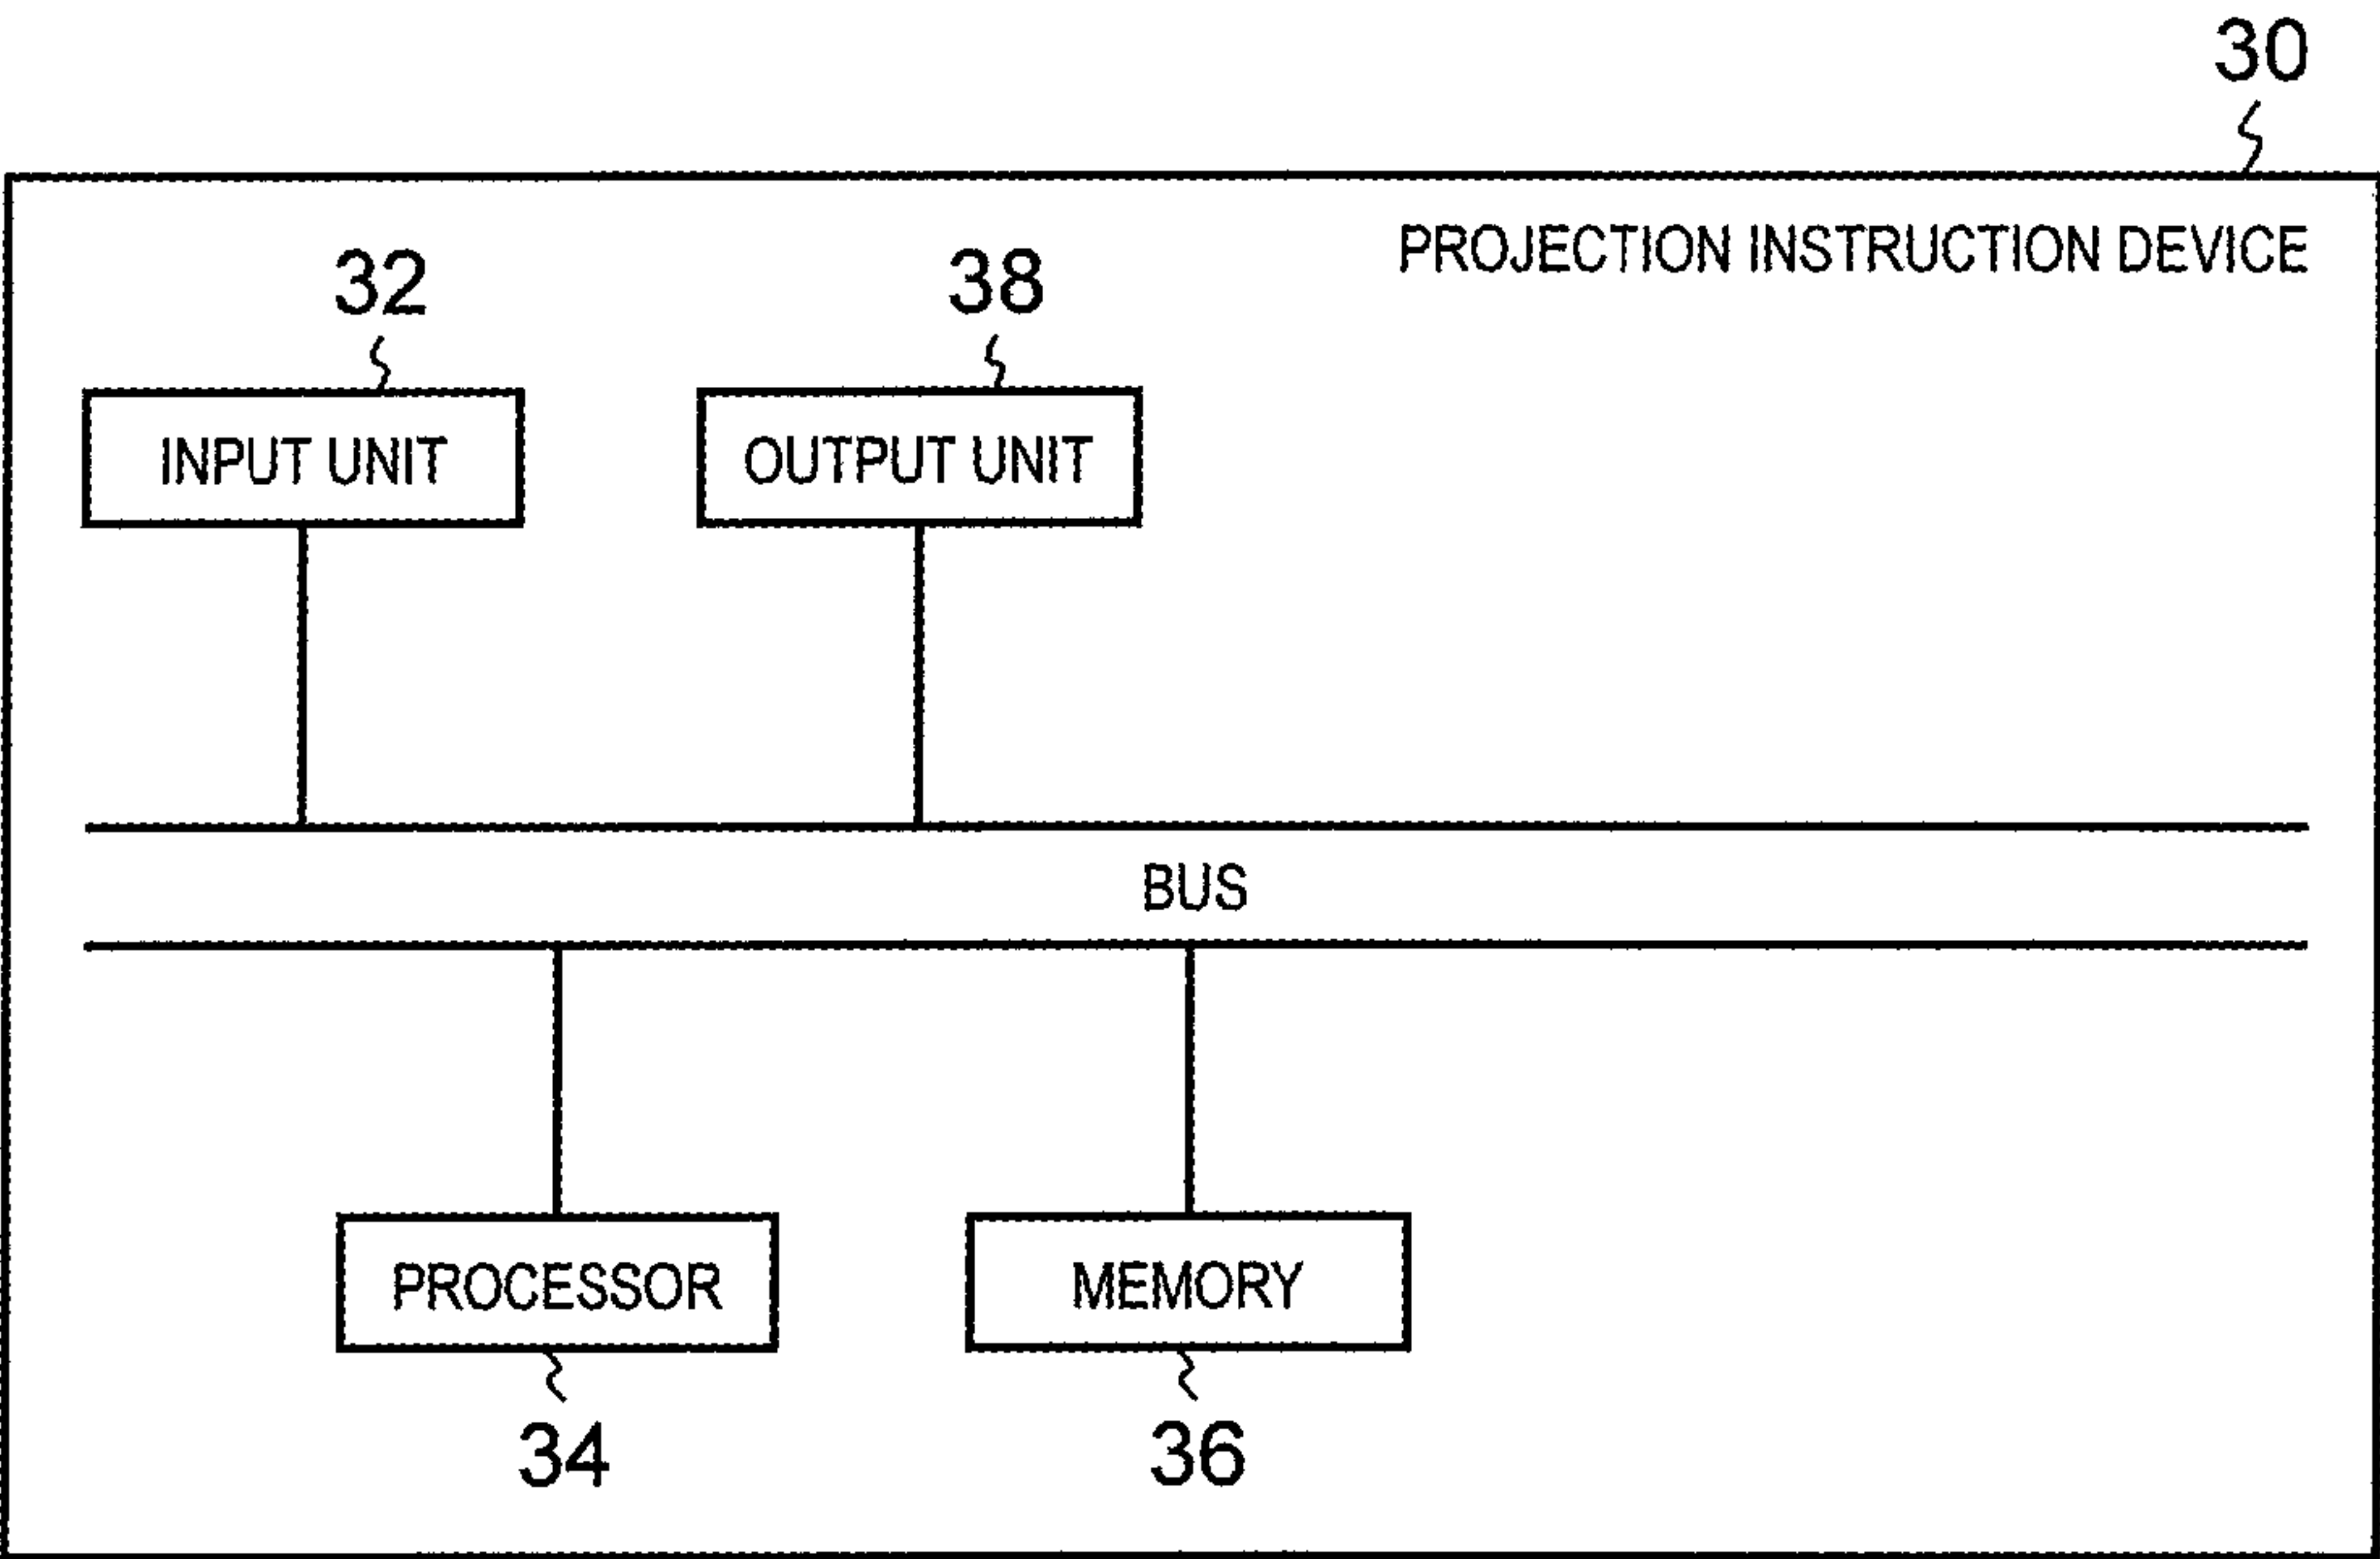 30
PROJECTION INSTRUCTION DEVICE
32
38
INPUT UNIT
OUTPUT UNIT
BUS
PROCESSOR
MEMORY
34
36